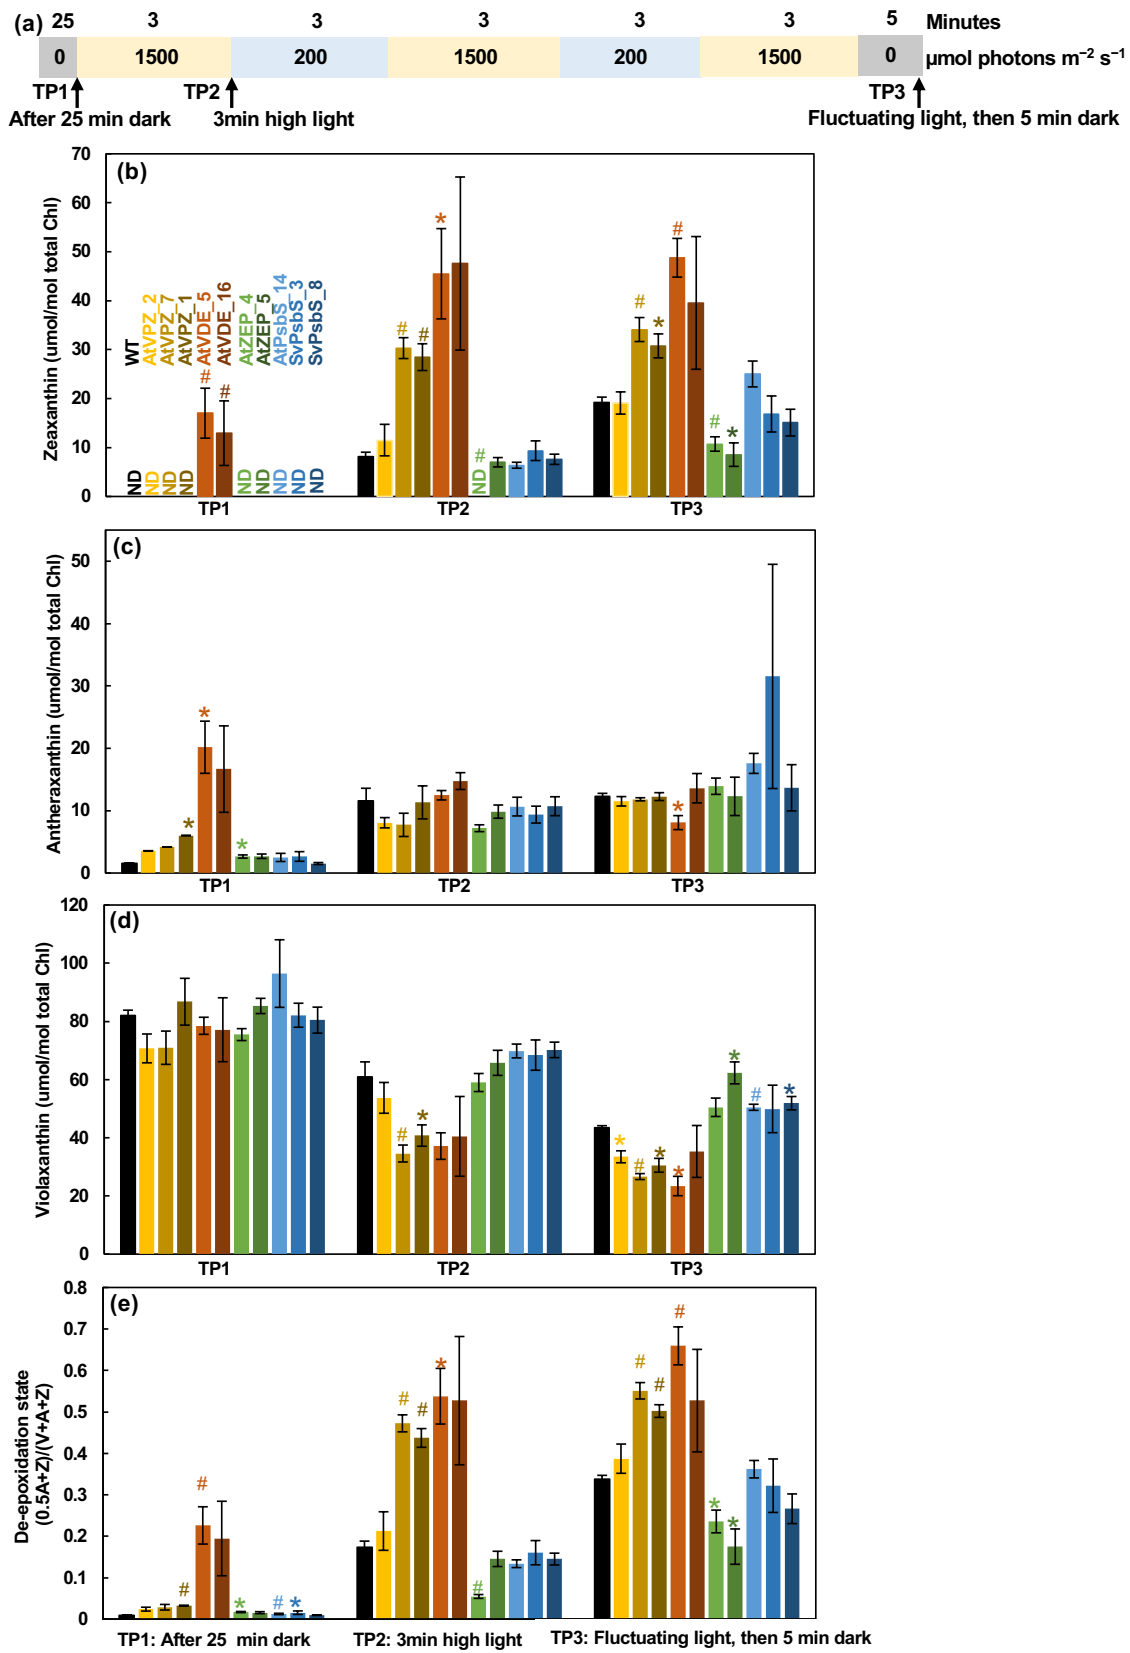 (a) 25 3 3 3 3 3 5 Minutes
0 1500 200 1500 200 1500 0 μmol photons m⁻² s⁻¹
TP1 TP2 TP3
After 25 min dark 3min high light Fluctuating light, then 5 min dark
(b)
Zeaxanthin (umol/mol total Chl)
70
60
50
40
30
20
10
0
WT
AtVPZ_2
AtVPZ_7
AtVPZ_1
AtVDE_5
AtVDE_16
AtZEP_4
AtZEP_5
AtPsbS_14
SvPsbS_3
SvPsbS_8
# #
ND ND ND ND ND ND ND ND ND
# # * # ND
# * # # *
TP1 TP2 TP3
(c)
Antheraxanthin (umol/mol total Chl)
50
40
30
20
10
0
* * * *
TP1 TP2 TP3
(d)
Violaxanthin (umol/mol total Chl)
120
100
80
60
40
20
0
# * * # * * * # *
TP1 TP2 TP3
(e)
De-epoxidation state
(0.5A+Z)/(V+A+Z)
0.8
0.7
0.6
0.5
0.4
0.3
0.2
0.1
0
# # * # * # # * # # # # * *
TP1: After 25 min dark TP2: 3min high light TP3: Fluctuating light, then 5 min dark